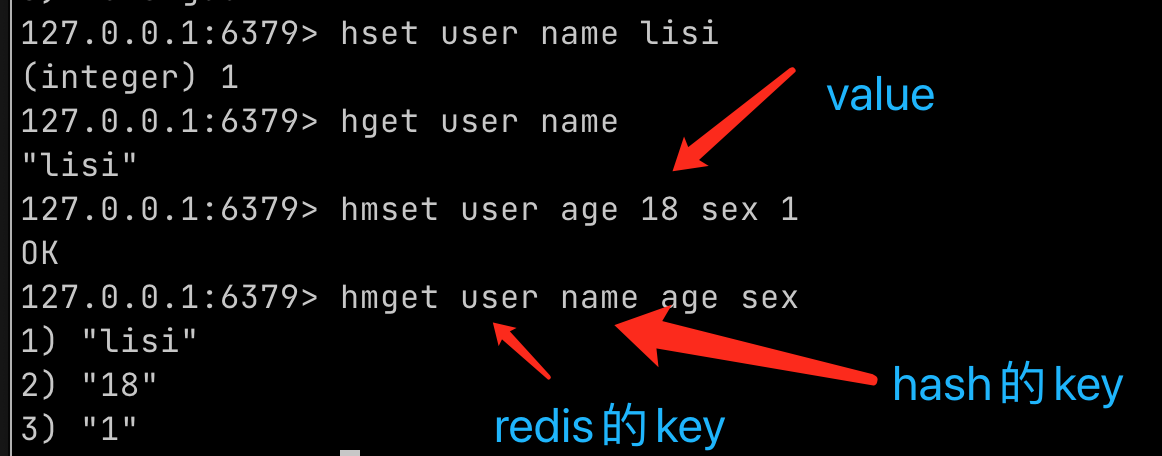 127.0.0.1:6379> hset user name lisi
(integer) 1
127.0.0.1:6379> hget user name
value
"lisi"
127.0.0.1:6379> hmset user age 18 sex 1
OK
127.0.0.1:6379> hmget user name age sex
1) "lisi"
2) "18"
hash的key
3) "1"
redis的key